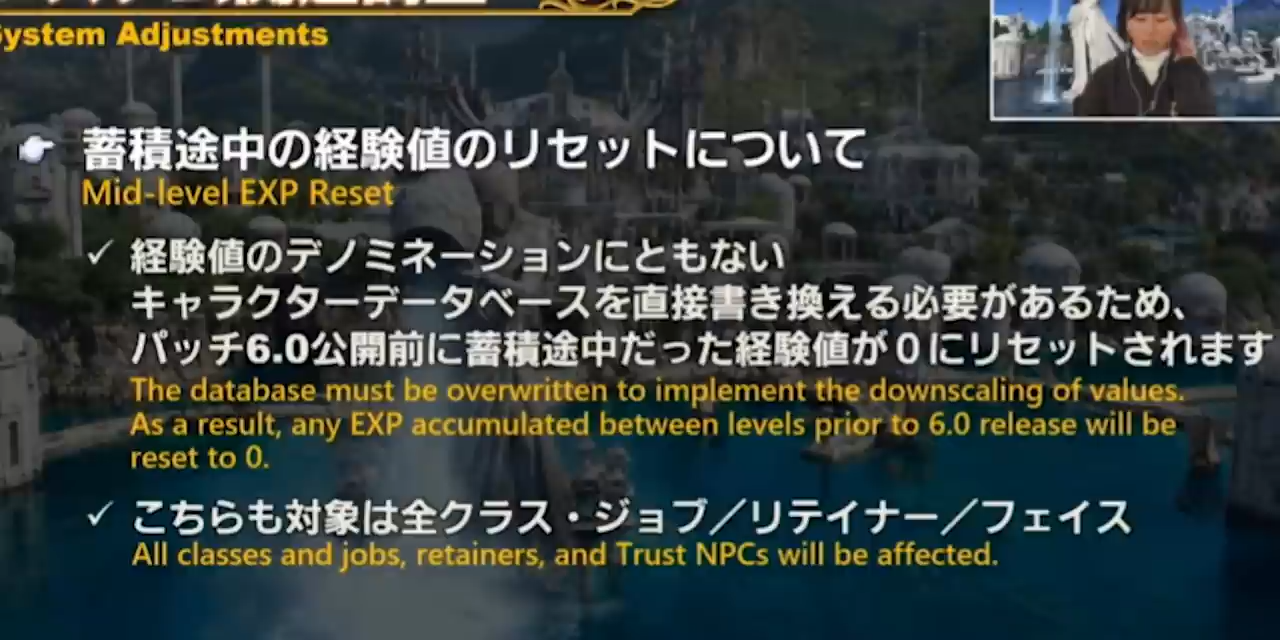 System Adjustments
蓄積途中の経験値のリセットについて
Mid-level EXP Reset
✓ 経験値のデノミネーションにともない
キャラクターデータベースを直接書き換える必要があるため、
パッチ6.0公開前に蓄積途中だった経験値が０にリセットされます
The database must be overwritten to implement the downscaling of values.
As a result, any EXP accumulated between levels prior to 6.0 release will be
reset to 0.
✓ こちらも対象は全クラス・ジョブ／リテイナー／フェイス
All classes and jobs, retainers, and Trust NPCs will be affected.